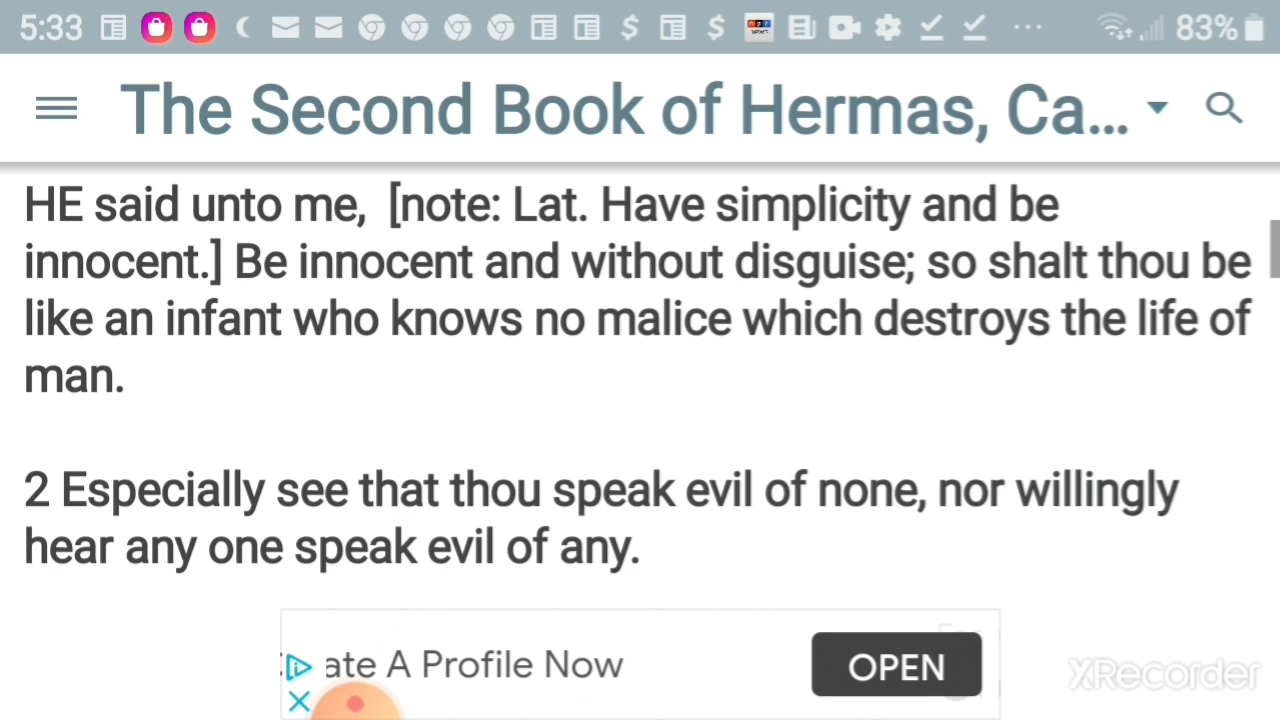 5:33 83%
The Second Book of Hermas, Ca...
HE said unto me, [note: Lat. Have simplicity and be
innocent.] Be innocent and without disguise; so shalt thou be
like an infant who knows no malice which destroys the life of
man.
2 Especially see that thou speak evil of none, nor willingly
hear any one speak evil of any.
ate A Profile Now
OPEN
XRecorder